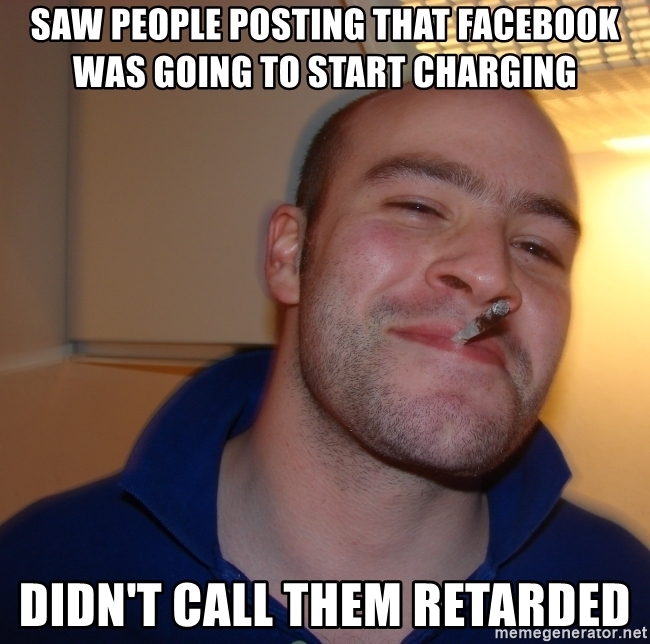 SAW PEOPLE POSTING THAT FACEBOOK
WAS GOING TO START CHARGING
DIDN'T CALL THEM RETARDED
memegenerator.net